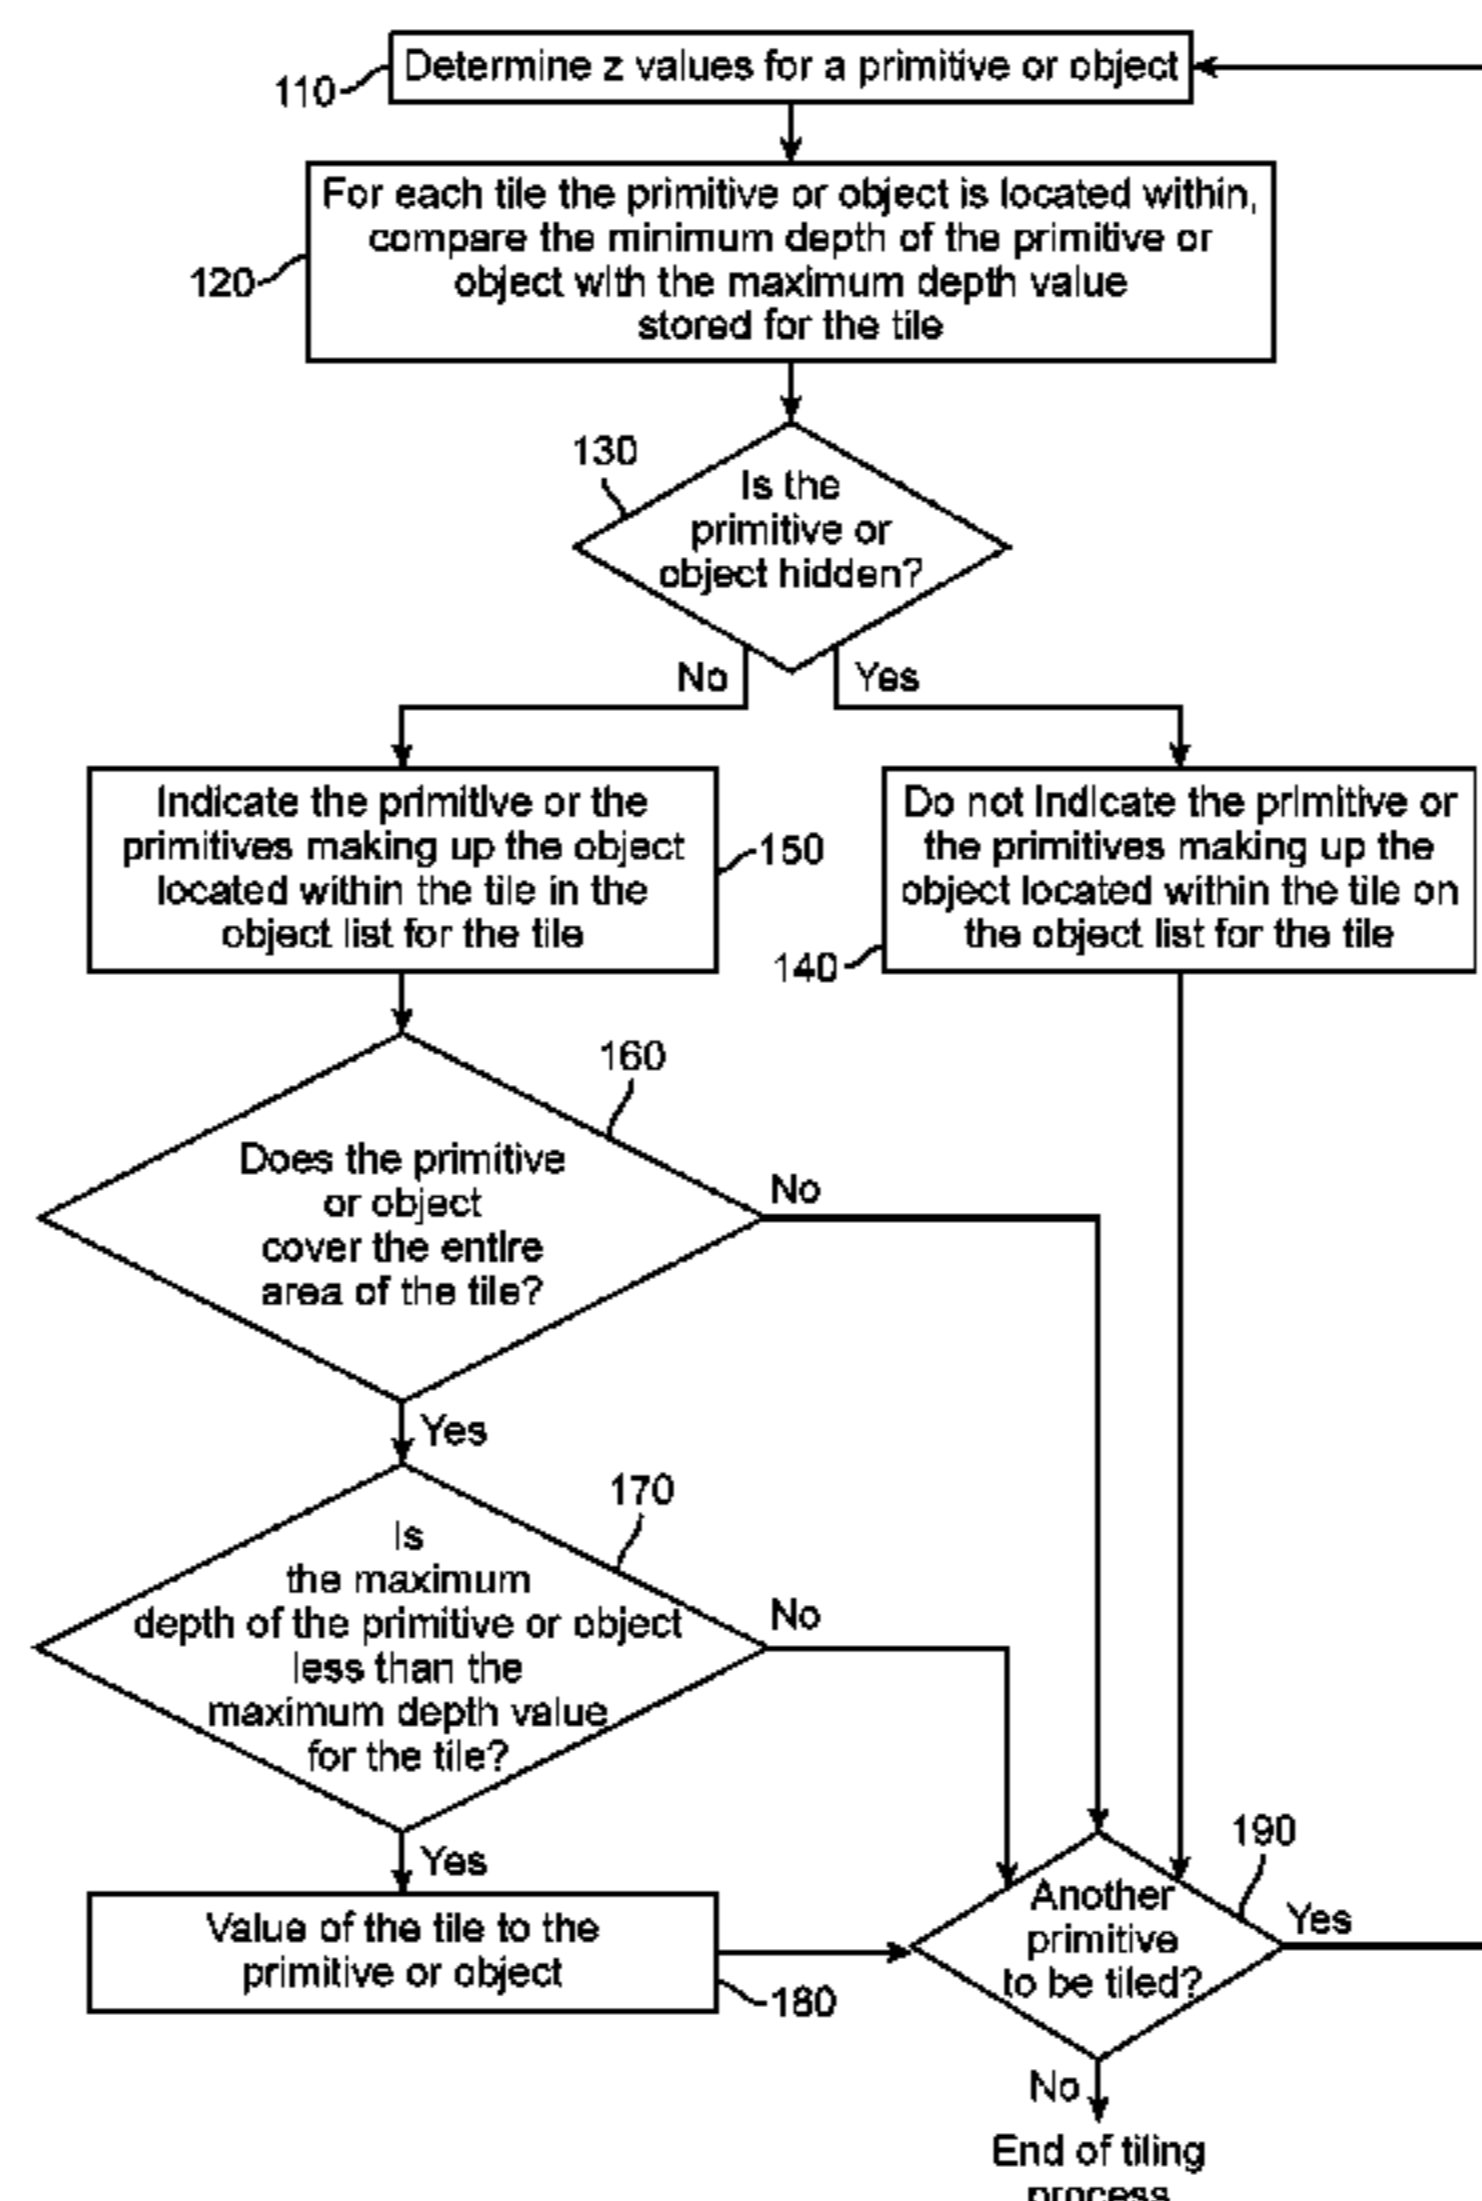 Determine z values for a primitive or object
110
For each tile the primitive or object is located within,
compare the minimum depth of the primitive or
object with the maximum depth value
stored for the tile
120
130
Is the
primitive or
object hidden?
No
Yes
Indicate the primitive or the
primitives making up the object
located within the tile in the
object list for the tile
150
Do not indicate the primitive or
the primitives making up the
object located within the tile on
the object list for the tile
140
160
Does the primitive
or object
cover the entire
area of the tile?
No
Yes
170
Is
the maximum
depth of the primitive or object
less than the
maximum depth value
for the tile?
No
Yes
Value of the tile to the
primitive or object
180
190
Another
primitive
to be tiled?
Yes
No
End of tiling
process